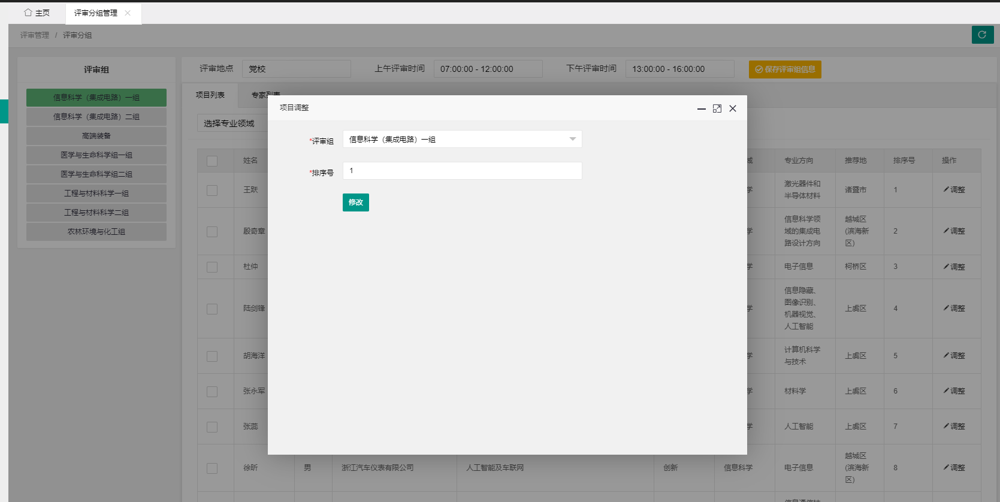 主页
评审分组管理
评审管理 / 评审分组
评审组
信息科学（集成电路）一组
信息科学（集成电路）二组
高端装备
医学与生命科学组一组
医学与生命科学组二组
工程与材料科学一组
工程与材料科学二组
农林环境与化工组
评审地点 党校 上午评审时间 07:00:00 - 12:00:00 下午评审时间 13:00:00 - 16:00:00 保存评审组信息
项目列表 专家列表
选择专业领域
项目调整
*评审组 信息科学（集成电路）一组
*排序号 1
修改
姓名 域 专业方向 推荐地 排序号 操作
王跃 学 激光器件和
半导体材料 诸暨市 1 调整
殷奇章 学 信息科学领
域的集成电
路设计方向 越城区
(滨海新
区) 2 调整
杜仲 学 电子信息 柯桥区 3 调整
陆剑锋 学 信息隐藏、
图像识别、
机器视觉、
人工智能 上虞区 4 调整
胡海洋 学 计算机科学
与技术 上虞区 5 调整
张永军 学 材料学 上虞区 6 调整
张蕊 学 人工智能 上虞区 7 调整
徐昕 男 浙江汽车仪表有限公司 人工智能及车联网 创新 信息科学 电子信息 越城区
(滨海新
区) 8 调整